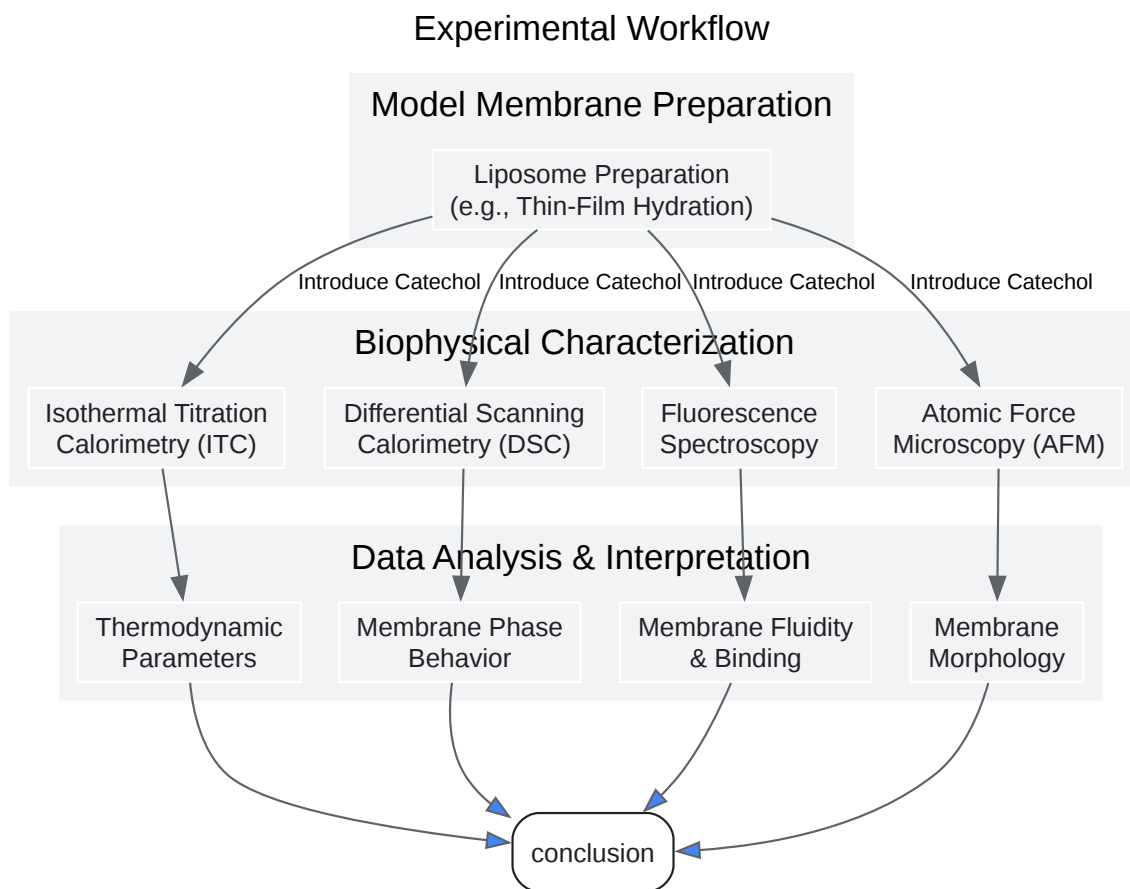 Experimental Workflow
Model Membrane Preparation
Liposome Preparation
(e.g., Thin-Film Hydration)
Introduce Catechol
Introduce Catechol
Introduce Catechol
Introduce Catechol
Biophysical Characterization
Isothermal Titration
Calorimetry (ITC)
Differential Scanning
Calorimetry (DSC)
Fluorescence
Spectroscopy
Atomic Force
Microscopy (AFM)
Data Analysis & Interpretation
Thermodynamic
Parameters
Membrane Phase
Behavior
Membrane Fluidity
& Binding
Membrane
Morphology
conclusion